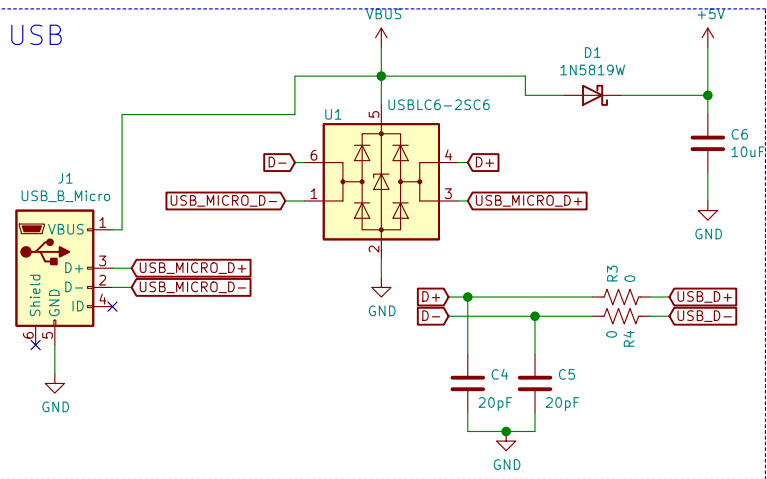 USB
VBUS
+5V
D1
1N5819W
U1
USBLC6-2SC6
5
D-
6
4
D+
USB_MICRO_D-
1
3
USB_MICRO_D+
2
GND
C6
10uF
GND
J1
USB_B_Micro
VBUS
1
D+
3
USB_MICRO_D+
D-
2
USB_MICRO_D-
ID
4
Shield
GND
6
5
GND
D+
R3
0
USB_D+
D-
0
R4
USB_D-
C4
20pF
C5
20pF
GND